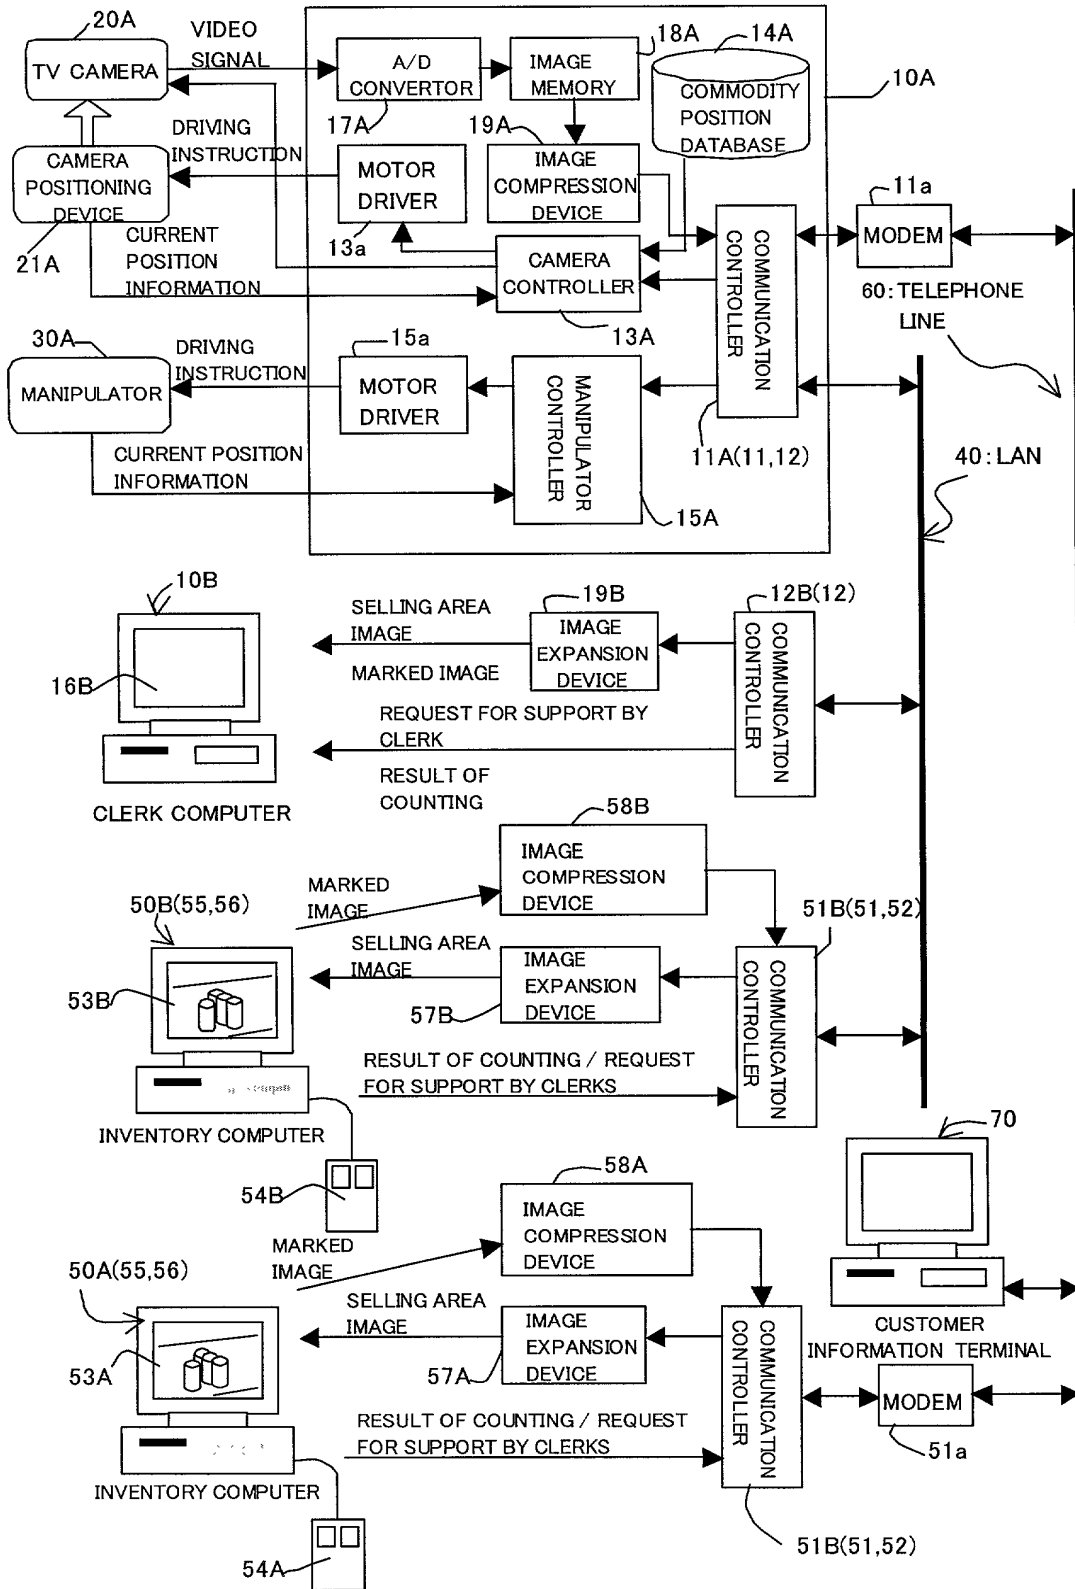 20A
VIDEO
SIGNAL
TV CAMERA
A/D
CONVERTOR
17A
IMAGE
MEMORY
18A
14A
COMMODITY
POSITION
DATABASE
10A
DRIVING
INSTRUCTION
CAMERA
POSITIONING
DEVICE
21A
MOTOR
DRIVER
13a
19A
IMAGE
COMPRESSION
DEVICE
CURRENT
POSITION
INFORMATION
CAMERA
CONTROLLER
13A
COMMUNICATION
CONTROLLER
11A(11,12)
11a
MODEM
60:TELEPHONE
LINE
30A
MANIPULATOR
DRIVING
INSTRUCTION
15a
MOTOR
DRIVER
MANIPULATOR
CONTROLLER
15A
CURRENT POSITION
INFORMATION
40:LAN
10B
16B
CLERK COMPUTER
SELLING AREA
IMAGE
MARKED IMAGE
19B
IMAGE
EXPANSION
DEVICE
12B(12)
COMMUNICATION
CONTROLLER
REQUEST FOR SUPPORT BY
CLERK
RESULT OF
COUNTING
58B
IMAGE
COMPRESSION
DEVICE
MARKED
IMAGE
50B(55,56)
53B
SELLING AREA
IMAGE
IMAGE
EXPANSION
DEVICE
57B
51B(51,52)
COMMUNICATION
CONTROLLER
RESULT OF COUNTING / REQUEST
FOR SUPPORT BY CLERKS
INVENTORY COMPUTER
54B
70
CUSTOMER
INFORMATION TERMINAL
58A
IMAGE
COMPRESSION
DEVICE
MARKED
IMAGE
50A(55,56)
53A
SELLING AREA
IMAGE
IMAGE
EXPANSION
DEVICE
57A
COMMUNICATION
CONTROLLER
MODEM
51a
RESULT OF COUNTING / REQUEST
FOR SUPPORT BY CLERKS
INVENTORY COMPUTER
54A
51B(51,52)